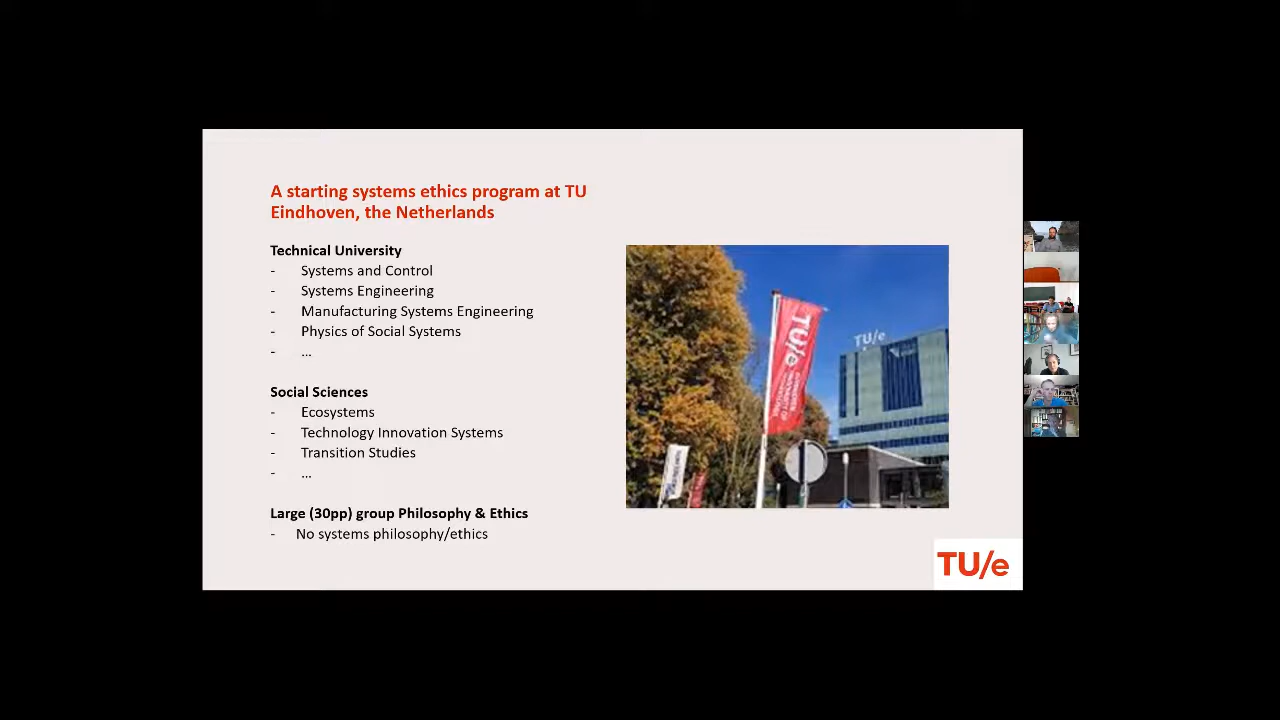 A starting systems ethics program at TU
Eindhoven, the Netherlands
Technical University
- Systems and Control
- Systems Engineering
- Manufacturing Systems Engineering
- Physics of Social Systems
- ...
Social Sciences
- Ecosystems
- Technology Innovation Systems
- Transition Studies
- ...
Large (30pp) group Philosophy & Ethics
- No systems philosophy/ethics
TU/e
TU/e
TU/e